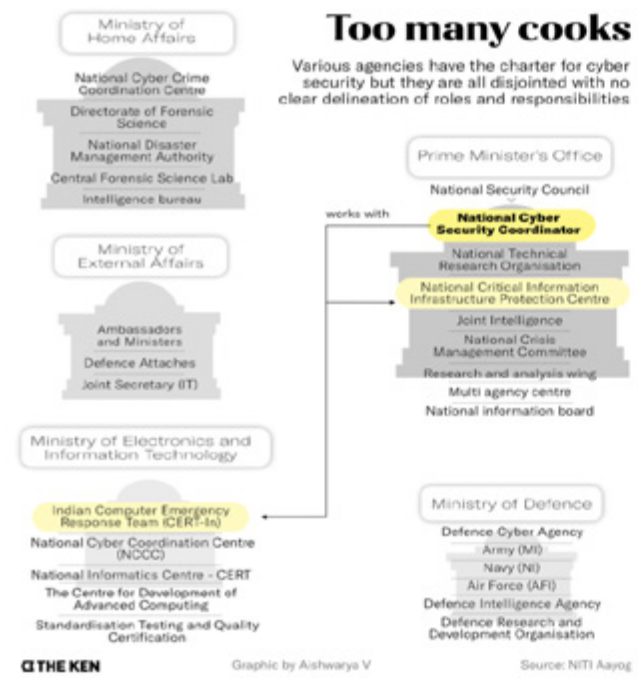 Too many cooks
Various agencies have the charter for cyber
security but they are all disjointed with no
clear delineation of roles and responsibilities
Ministry of
Home Affairs
National Cyber Crime
Coordination Centre
Directorate of Forensic
Science
National Disaster
Management Authority
Central Forensic Science Lab
Intelligence bureau
Ministry of
External Affairs
Ambassadors
and Ministers
Defence Attaches
Joint Secretary (IT)
Ministry of Electronics and
Information Technology
Indian Computer Emergency
Response Team (CERT-In)
National Cyber Coordination Centre
(NCCC)
National Informatics Centre - CERT
The Centre for Development of
Advanced Computing
Standardisation Testing and Quality
Certification
works with
Prime Minister's Office
National Security Council
National Cyber
Security Coordinator
National Technical
Research Organisation
National Critical Information
Infrastructure Protection Centre
Joint Intelligence
National Crisis
Management Committee
Research and analysis wing
Multi agency centre
National information board
Ministry of Defence
Defence Cyber Agency
Army (MI)
Navy (NI)
Air Force (AFI)
Defence Intelligence Agency
Defence Research and
Development Organisation
THE KEN
Graphic by Aishwarya V
Source: NITI Aayog